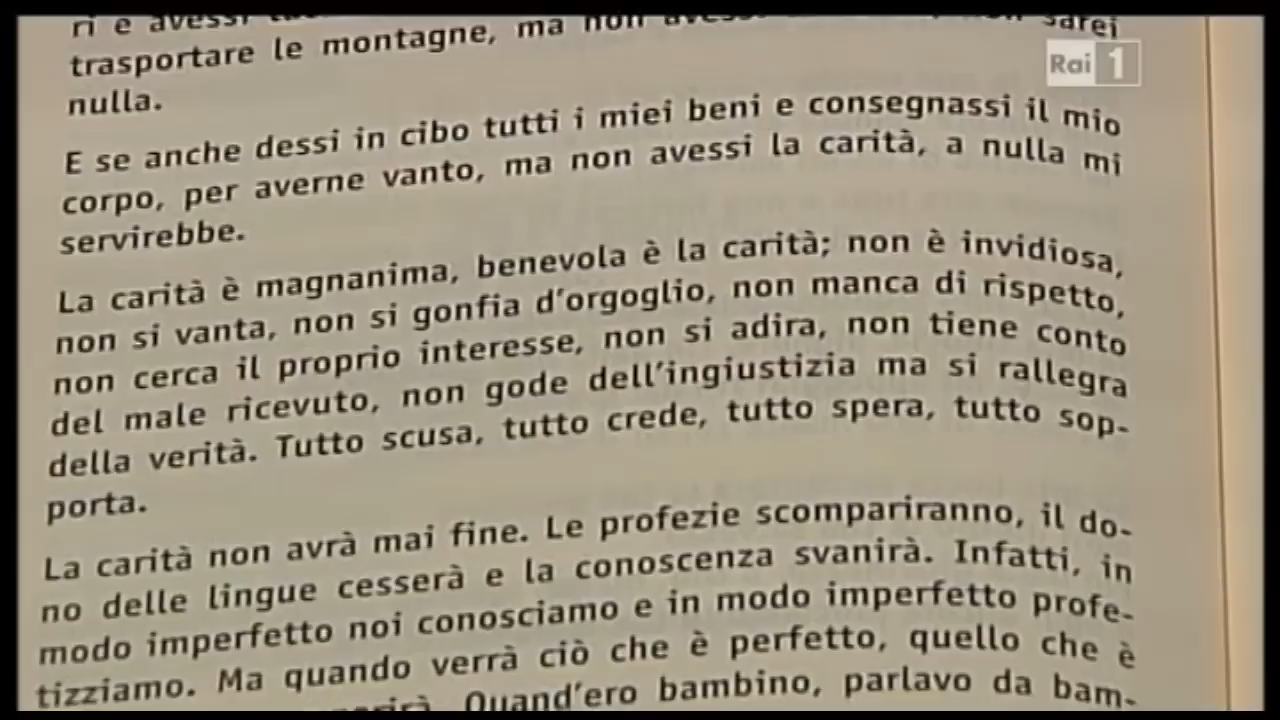 ri e avessi
trasportare le montagne, ma non sarei
Rai 1
nulla.
E se anche dessi in cibo tutti i miei beni e consegnassi il mio
corpo, per averne vanto, ma non avessi la carità, a nulla mi
servirebbe.
La carità è magnanima, benevola è la carità; non è invidiosa,
non si vanta, non si gonfia d'orgoglio, non manca di rispetto,
non cerca il proprio interesse, non si adira, non tiene conto
del male ricevuto, non gode dell'ingiustizia ma si rallegra
della verità. Tutto scusa, tutto crede, tutto spera, tutto sop-
porta.
La carità non avrà mai fine. Le profezie scompariranno, il do-
no delle lingue cesserà e la conoscenza svanirà. Infatti, in
modo imperfetto noi conosciamo e in modo imperfetto profe-
tizziamo. Ma quando verrà ciò che è perfetto, quello che è
Quand'ero bambino, parlavo da bam-